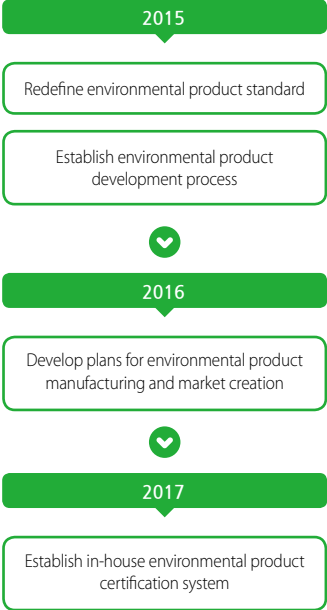 2015
Redefine environmental product standard
Establish environmental product
development process
2016
Develop plans for environmental product
manufacturing and market creation
2017
Establish in-house environmental product
certification system